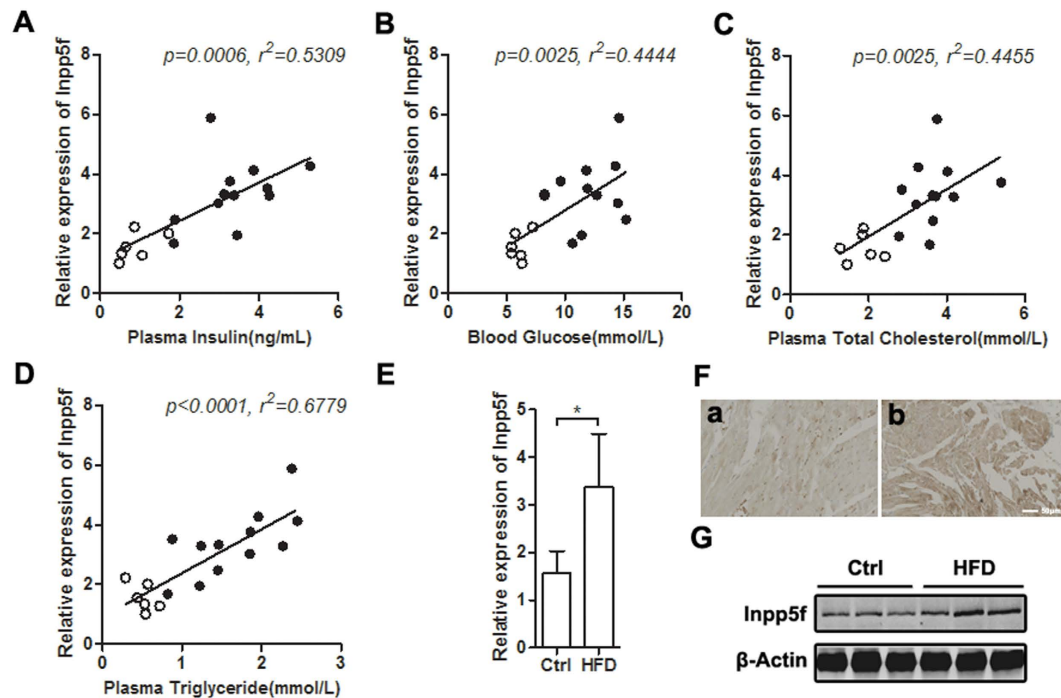 A
p=0.0006, r²=0.5309
Relative expression of Inpp5f
8
6
4
2
0
0 2 4 6
Plasma Insulin(ng/mL)
B
p=0.0025, r²=0.4444
Relative expression of Inpp5f
8
6
4
2
0
0 5 10 15 20
Blood Glucose(mmol/L)
C
p=0.0025, r²=0.4455
Relative expression of Inpp5f
8
6
4
2
0
0 2 4 6
Plasma Total Cholesterol(mmol/L)
D
p<0.0001, r²=0.6779
Relative expression of Inpp5f
8
6
4
2
0
0 1 2 3
Plasma Triglyceride(mmol/L)
E
Relative expression of Inpp5f
5
4
3
2
1
0
*
Ctrl HFD
F
a b
50μm
G
Ctrl HFD
Inpp5f
β-Actin